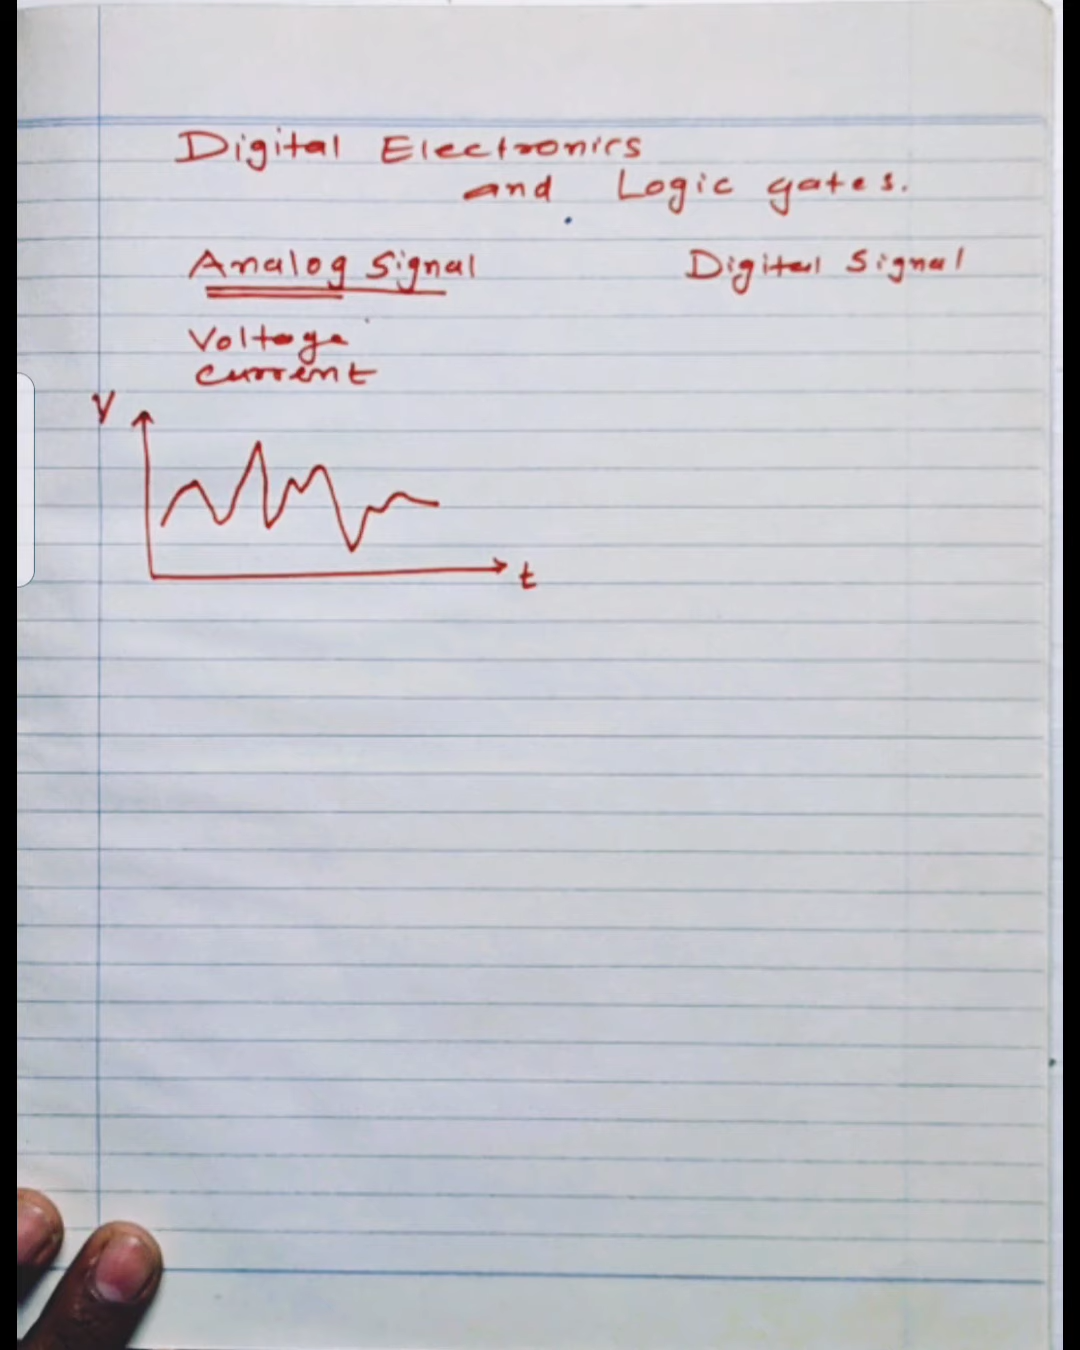 Digital Electronics
and Logic gates.
Analog Signal
Digital Signal
Voltage
current
V
t